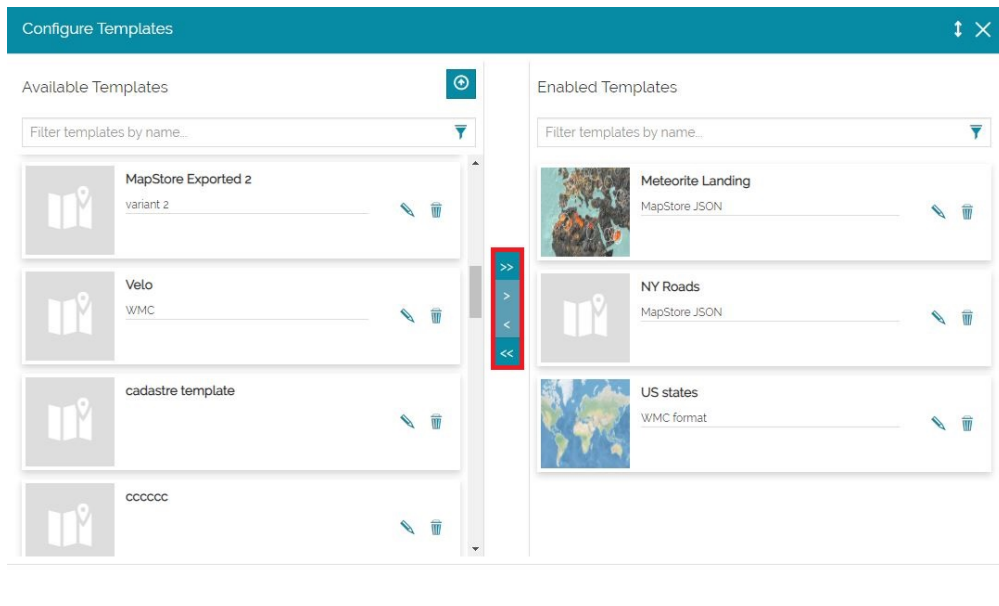 Configure Templates
Available Templates
Filter templates by name...
MapStore Exported 2
variant 2
Velo
WMC
cadastre template
cccccc
>>
>
<
<<
Enabled Templates
Filter templates by name...
Meteorite Landing
MapStore JSON
NY Roads
MapStore JSON
US states
WMC format